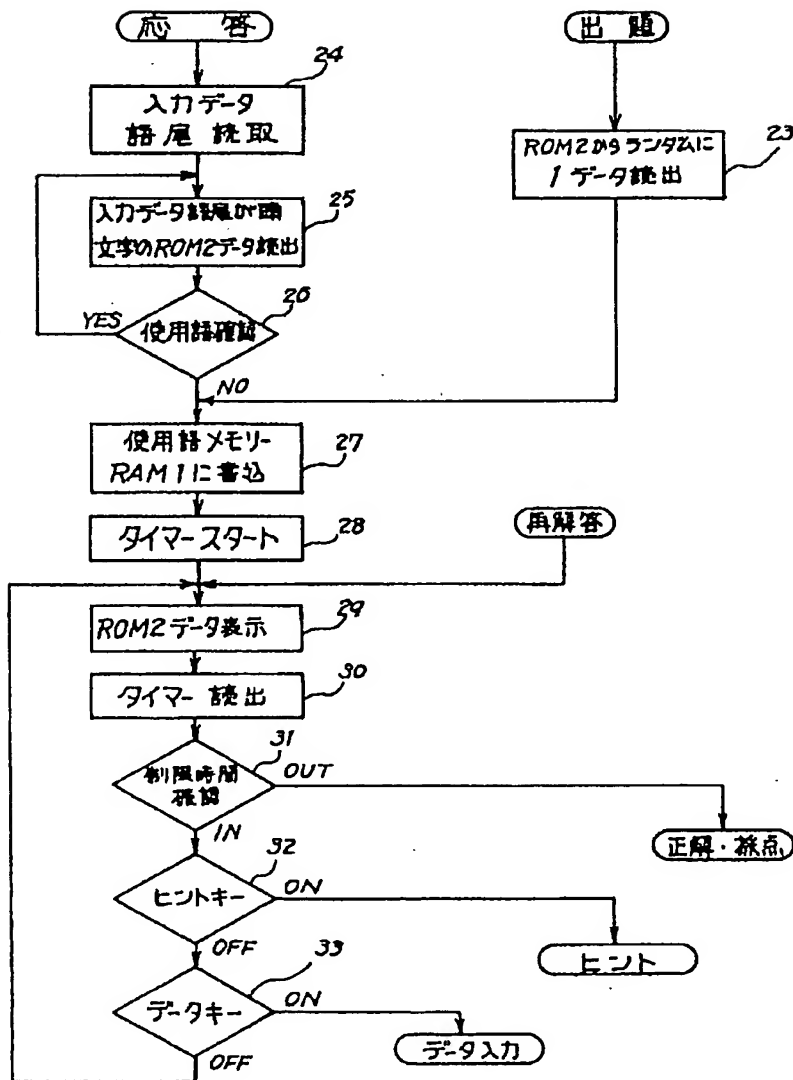 応 答
出 題
24
入力データ
語尾 読取
ROM2からランダムに
1 データ読出
23
25
入力データ語尾が頭
文字のROM2データ読出
26
YES
使用語確認
NO
使用語メモリー
RAM1に書込
27
タイマースタート
28
再解答
ROM2データ表示
29
タイマー 読出
30
31
制限時間
確認
OUT
IN
正解・採点
32
ヒントキー
ON
OFF
ヒント
33
データキー
ON
データ入力
OFF